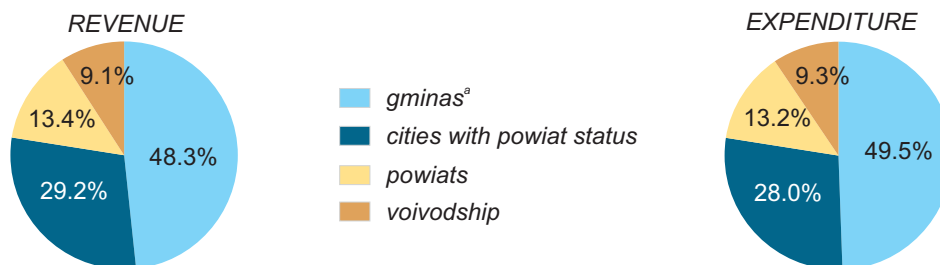 REVENUE
9.1%
13.4%
48.3%
29.2%
gminasᵃ
cities with powiat status
powiats
voivodship
EXPENDITURE
9.3%
13.2%
49.5%
28.0%